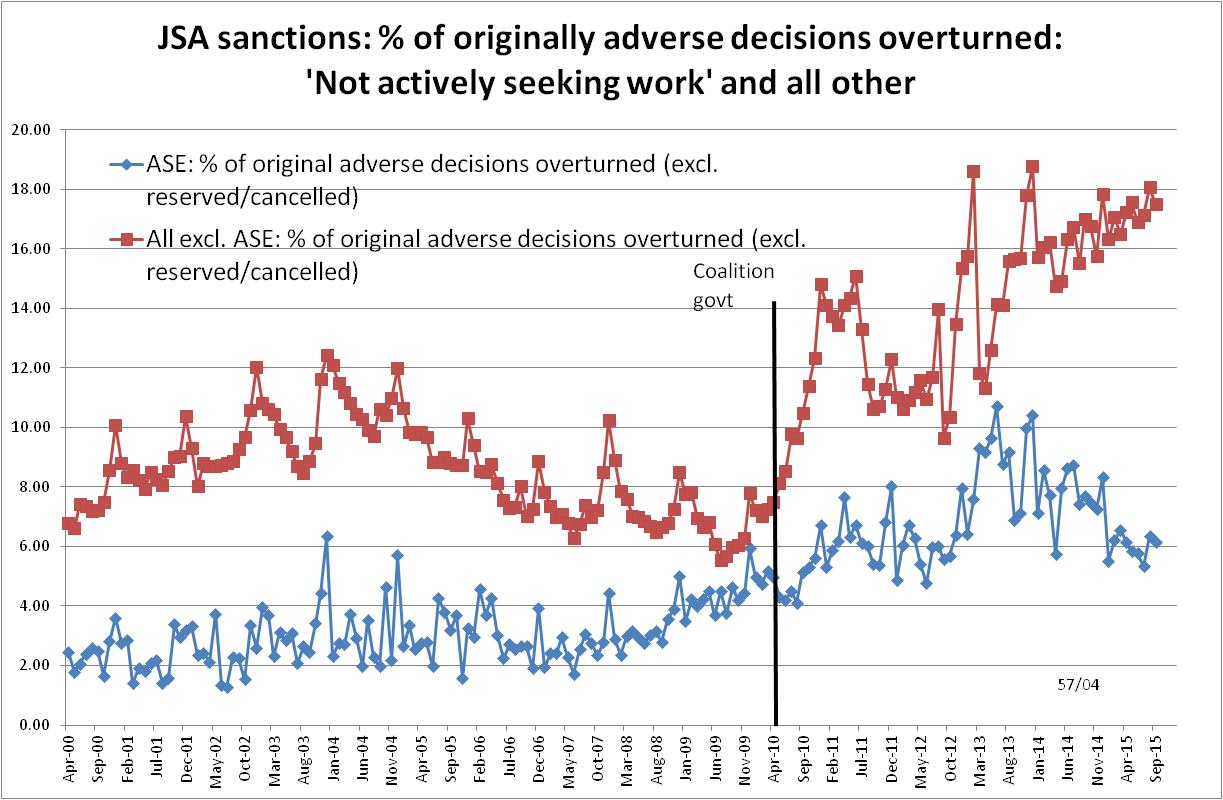 JSA sanctions: % of originally adverse decisions overturned:
'Not actively seeking work' and all other
20.00
18.00
16.00
14.00
12.00
10.00
8.00
6.00
4.00
2.00
0.00
ASE: % of original adverse decisions overturned (excl.
reserved/cancelled)
All excl. ASE: % of original adverse decisions overturned (excl.
reserved/cancelled)
Coalition
govt
57/04
Apr-00
Sep-00
Feb-01
Jul-01
Dec-01
May-02
Oct-02
Mar-03
Aug-03
Jan-04
Jun-04
Nov-04
Apr-05
Sep-05
Feb-06
Jul-06
Dec-06
May-07
Oct-07
Mar-08
Aug-08
Jan-09
Jun-09
Nov-09
Apr-10
Sep-10
Feb-11
Jul-11
Dec-11
May-12
Oct-12
Mar-13
Aug-13
Jan-14
Jun-14
Nov-14
Apr-15
Sep-15